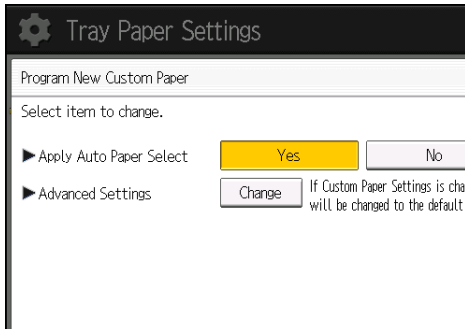 Tray Paper Settings
Program New Custom Paper
Select item to change.
▶Apply Auto Paper Select Yes No
▶Advanced Settings Change If Custom Paper Settings is cha
will be changed to the default